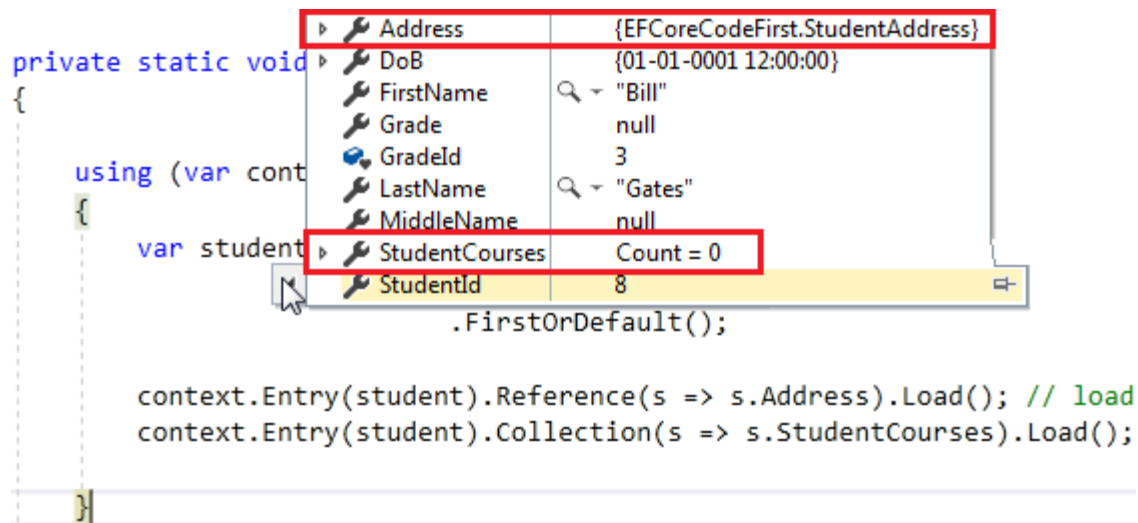 Address {EFCoreCodeFirst.StudentAddress}
private static void DoB {01-01-0001 12:00:00}
{ FirstName "Bill"
Grade null
using (var cont GradeId 3
LastName "Gates"
{ MiddleName null
var student StudentCourses Count = 0
StudentId 8
.FirstOrDefault();
context.Entry(student).Reference(s => s.Address).Load(); // load
context.Entry(student).Collection(s => s.StudentCourses).Load();
}